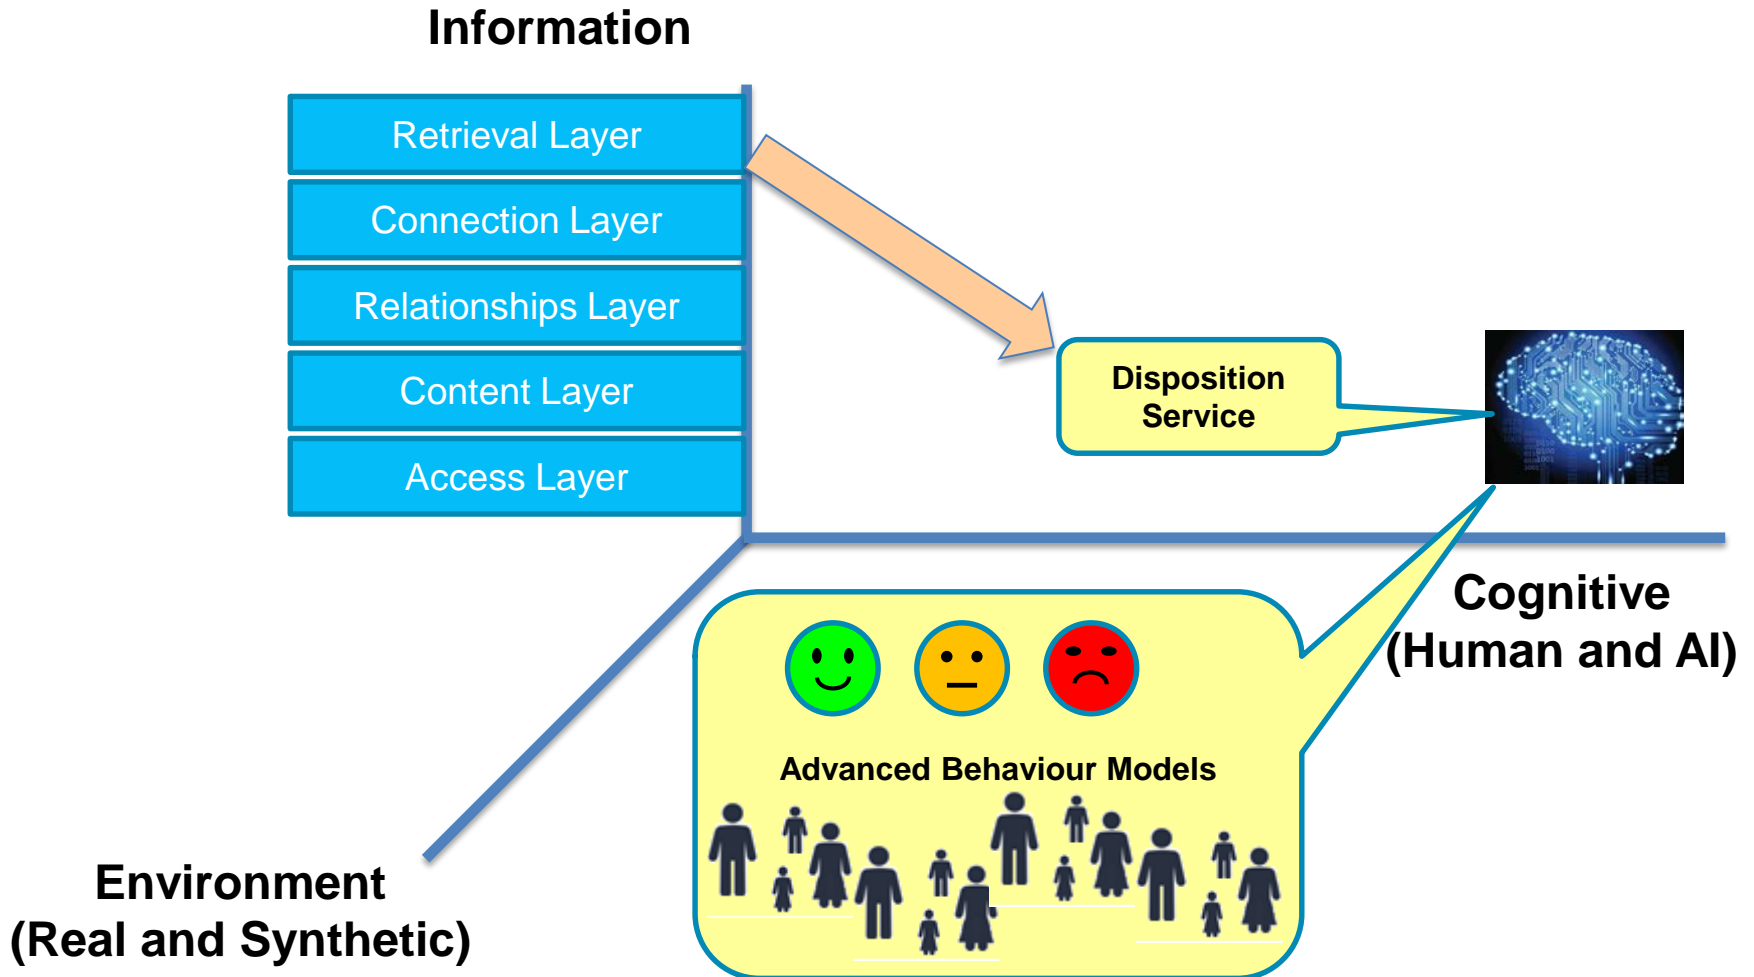 Information
Retrieval Layer
Connection Layer
Relationships Layer
Content Layer
Access Layer
Disposition
Service
Cognitive
(Human and AI)
Advanced Behaviour Models
Environment
(Real and Synthetic)